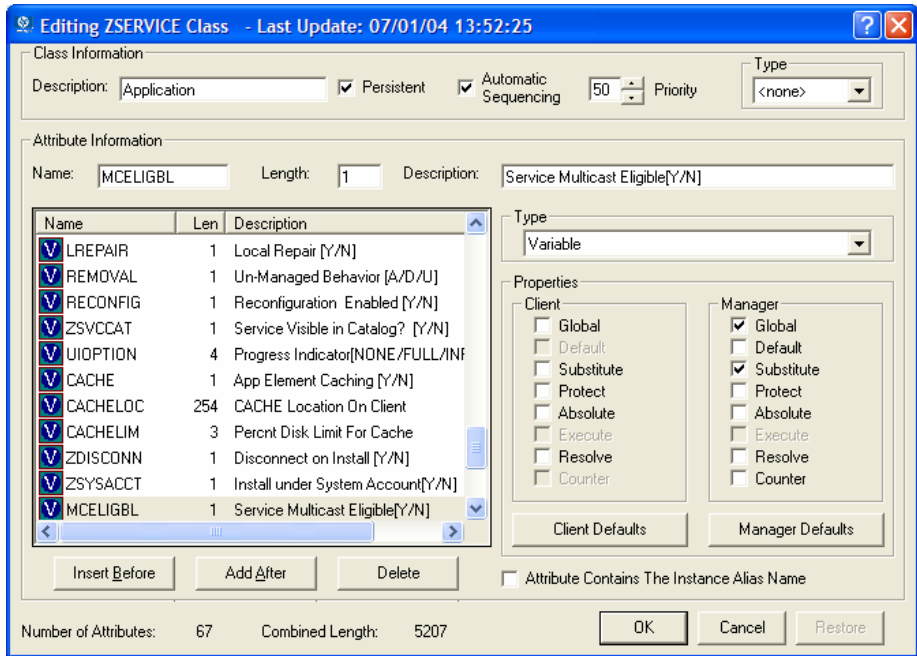 Editing ZSERVICE Class - Last Update: 07/01/04 13:52:25
Class Information
Description: Application Persistent Automatic Sequencing 50 Priority Type <none>
Attribute Information
Name: MCELIGBL Length: 1 Description: Service Multicast Eligible[Y/N]
Name Len Description
V LREPAIR 1 Local Repair [Y/N]
V REMOVAL 1 Un-Managed Behavior [A/D/U]
V RECONFIG 1 Reconfiguration Enabled [Y/N]
V ZSVCCAT 1 Service Visible in Catalog? [Y/N]
V UIOPTION 4 Progress Indicator[NONE/FULL/INF
V CACHE 1 App Element Caching [Y/N]
V CACHELOC 254 CACHE Location On Client
V CACHELIM 3 Percnt Disk Limit For Cache
V ZDISCONN 1 Disconnect on Install [Y/N]
V ZSYSACCT 1 Install under System Account[Y/N]
V MCELIGBL 1 Service Multicast Eligible[Y/N]
Insert Before Add After Delete
Type
Variable
Properties
Client
Global
Default
Substitute
Protect
Absolute
Execute
Resolve
Counter
Client Defaults
Manager
Global
Default
Substitute
Protect
Absolute
Execute
Resolve
Counter
Manager Defaults
Attribute Contains The Instance Alias Name
Number of Attributes: 67 Combined Length: 5207
OK Cancel Restore